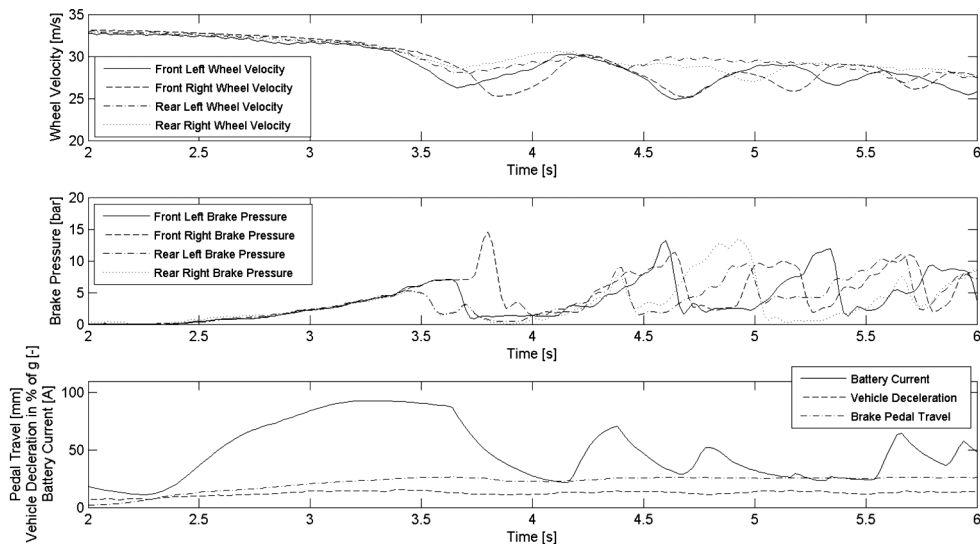 35
30
25
20
Wheel Velocity [m/s]
Front Left Wheel Velocity
Front Right Wheel Velocity
Rear Left Wheel Velocity
Rear Right Wheel Velocity
2 2.5 3 3.5 4 4.5 5 5.5 6
Time [s]
20
15
10
5
0
Brake Pressure [bar]
Front Left Brake Pressure
Front Right Brake Pressure
Rear Left Brake Pressure
Rear Right Brake Pressure
2 2.5 3 3.5 4 4.5 5 5.5 6
Time [s]
100
50
0
Pedal Travel [mm]
Vehicle Decleration in % of g [-]
Battery Current [A]
Battery Current
Vehicle Deceleration
Brake Pedal Travel
2 2.5 3 3.5 4 4.5 5 5.5 6
Time [s]